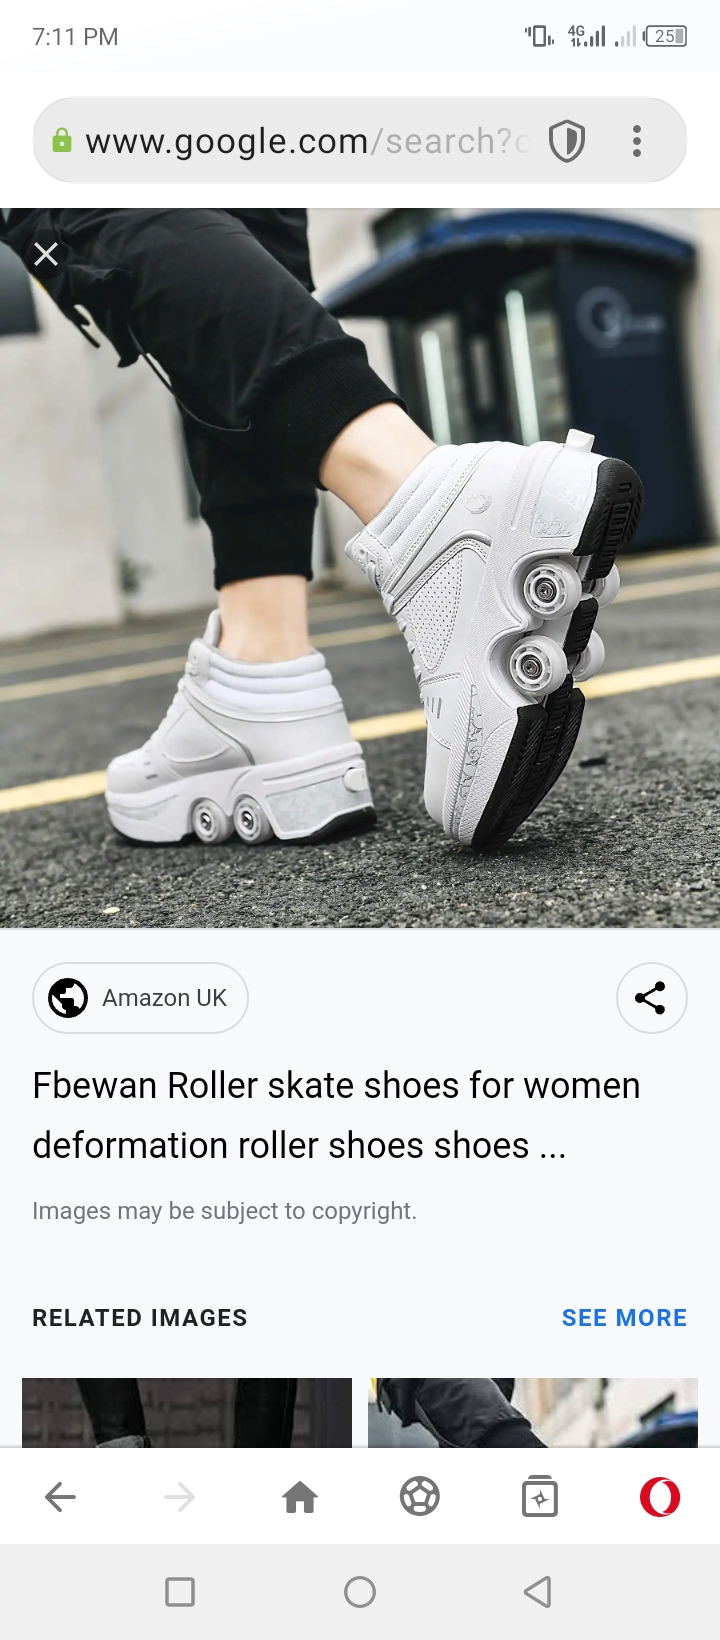 7:11 PM 4G 25
www.google.com/search?c
Amazon UK
Fbewan Roller skate shoes for women
deformation roller shoes shoes ...
Images may be subject to copyright.
RELATED IMAGES SEE MORE